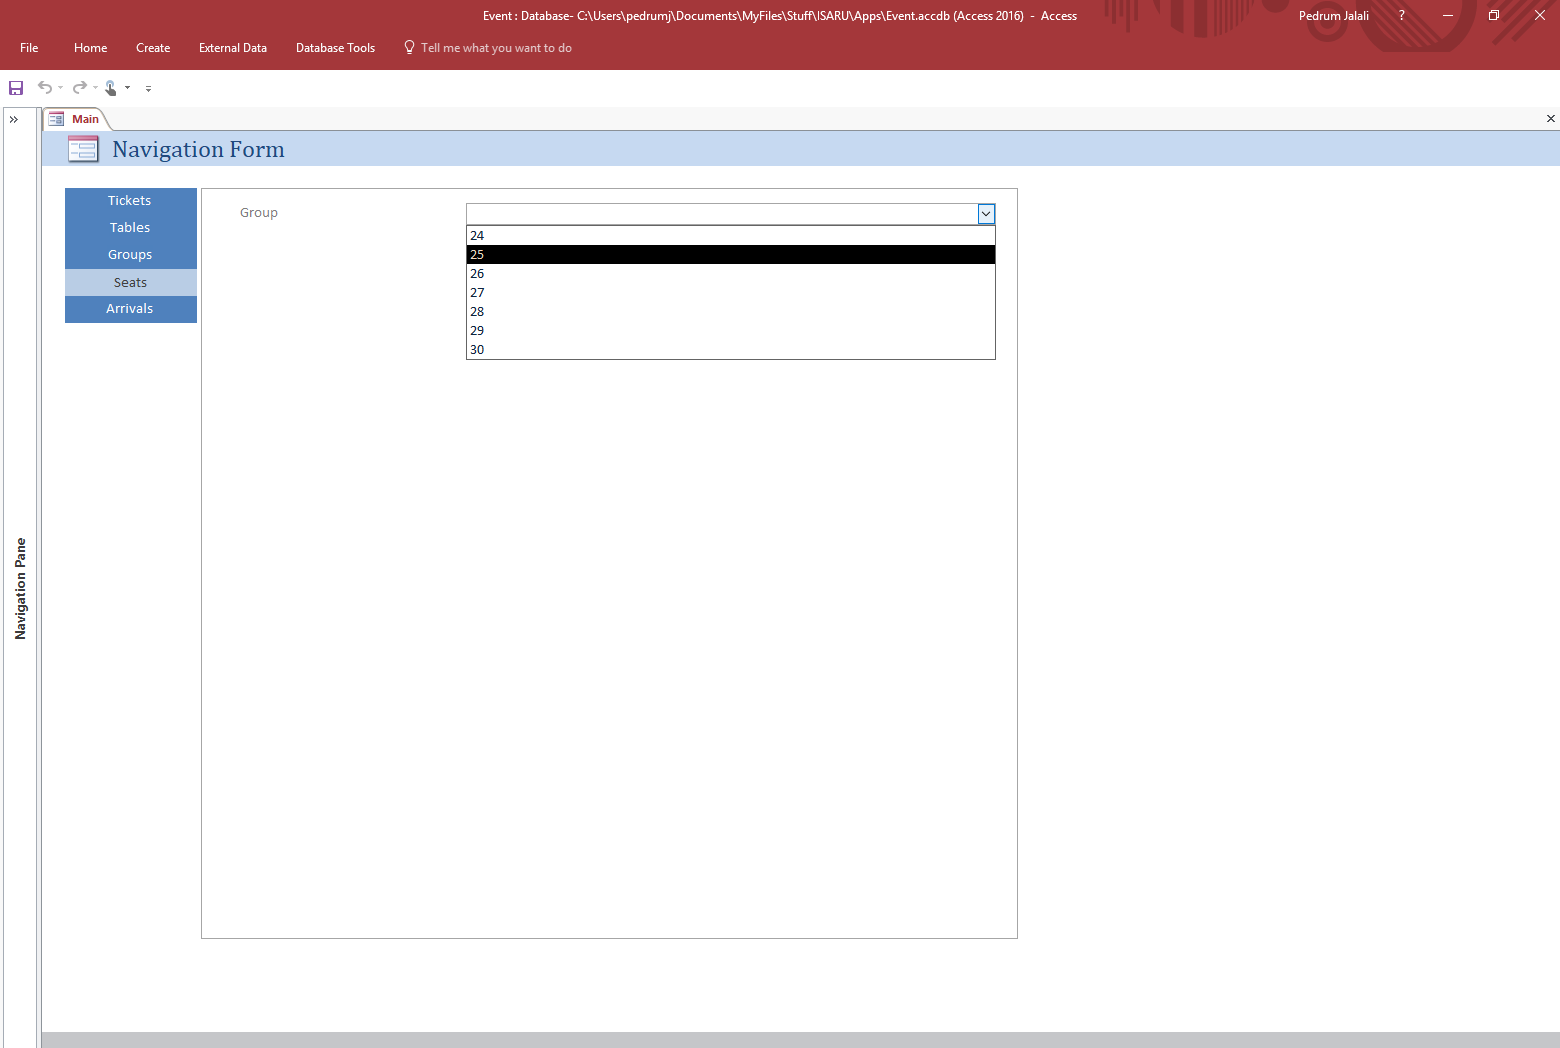 Event : Database- C:\Users\pedrumj\Documents\MyFiles\Stuff\ISARU\Apps\Event.accdb (Access 2016)  -  Access
Pedrum Jalali
?
File
Home
Create
External Data
Database Tools
Tell me what you want to do
Main
Navigation Form
Tickets
Tables
Groups
Seats
Arrivals
Group
24
25
26
27
28
29
30
Navigation Pane